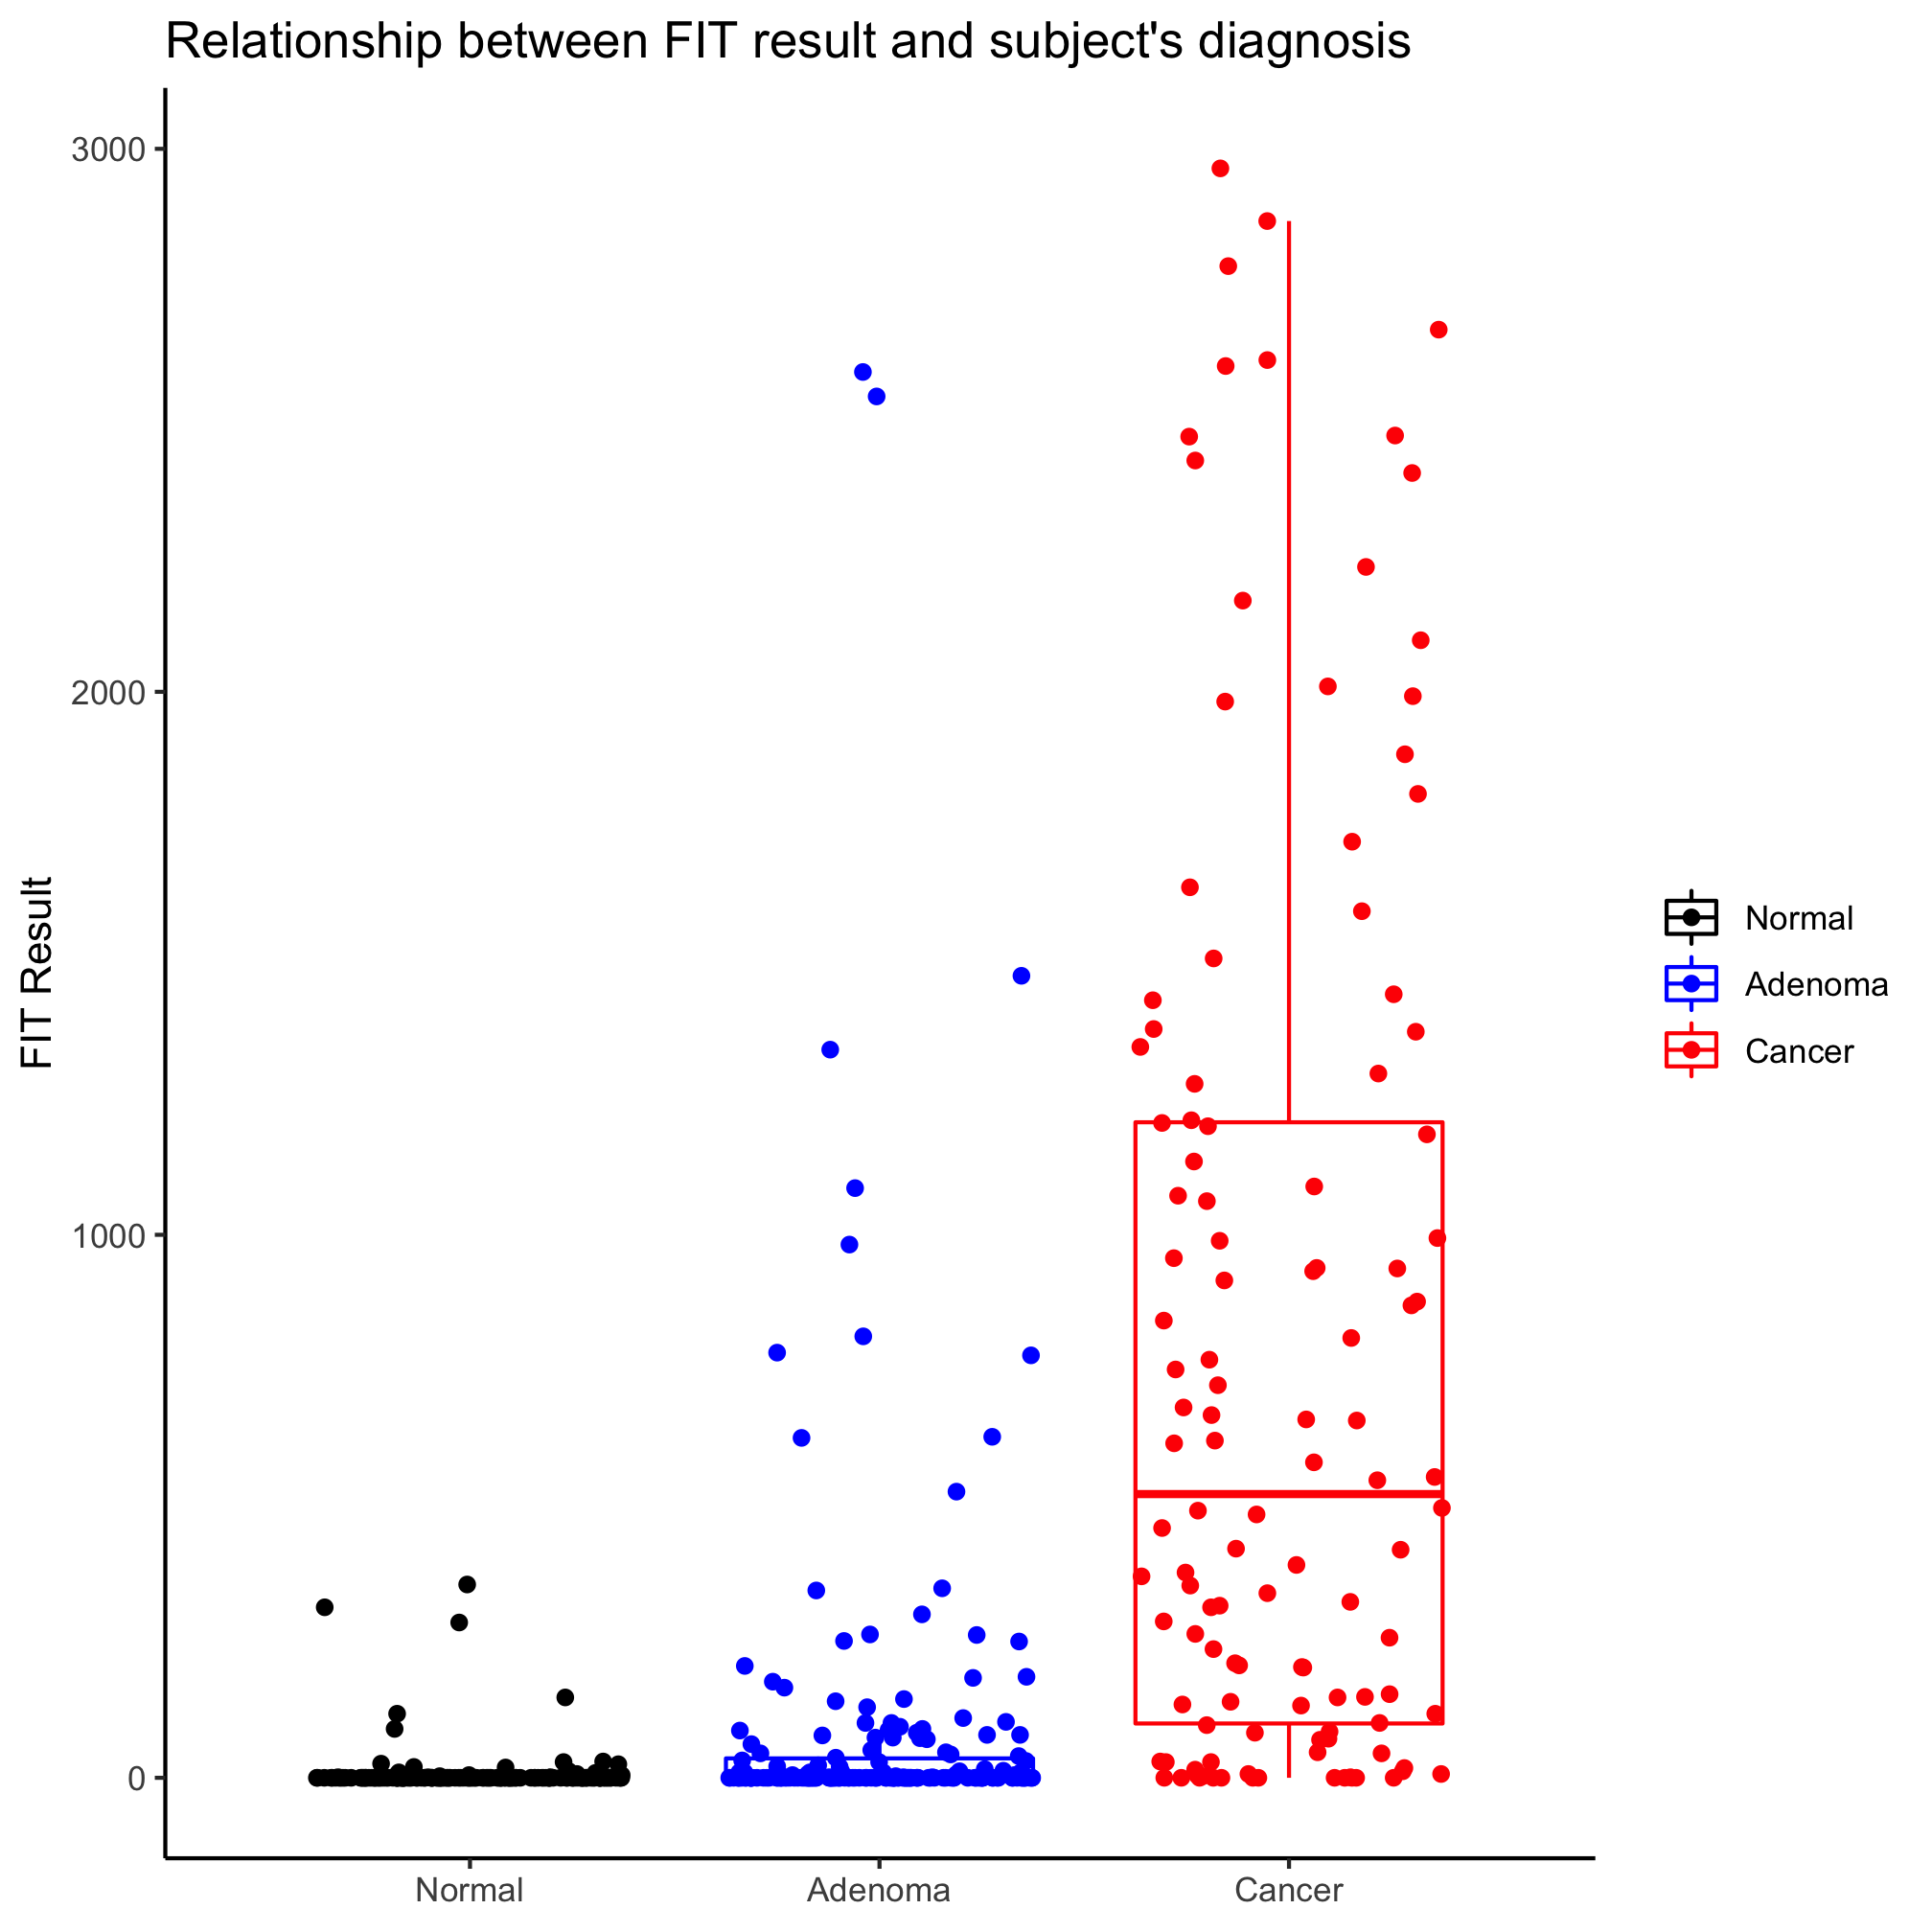 Relationship between FIT result and subject's diagnosis
3000
2000
1000
0
FIT Result
Normal
Adenoma
Cancer
Normal
Adenoma
Cancer